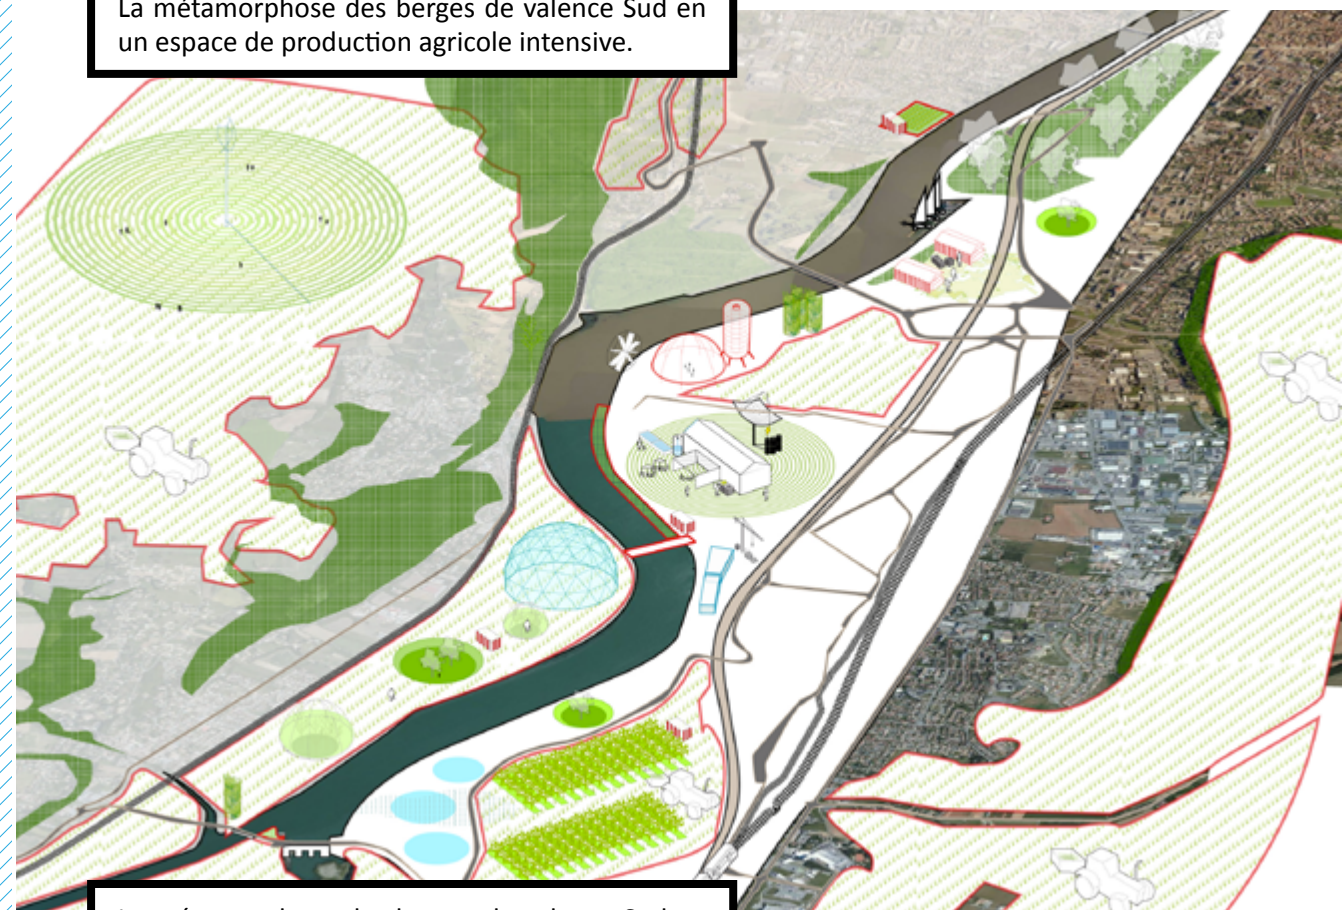 La métamorphose des berges de valence Sud en
un espace de production agricole intensive.